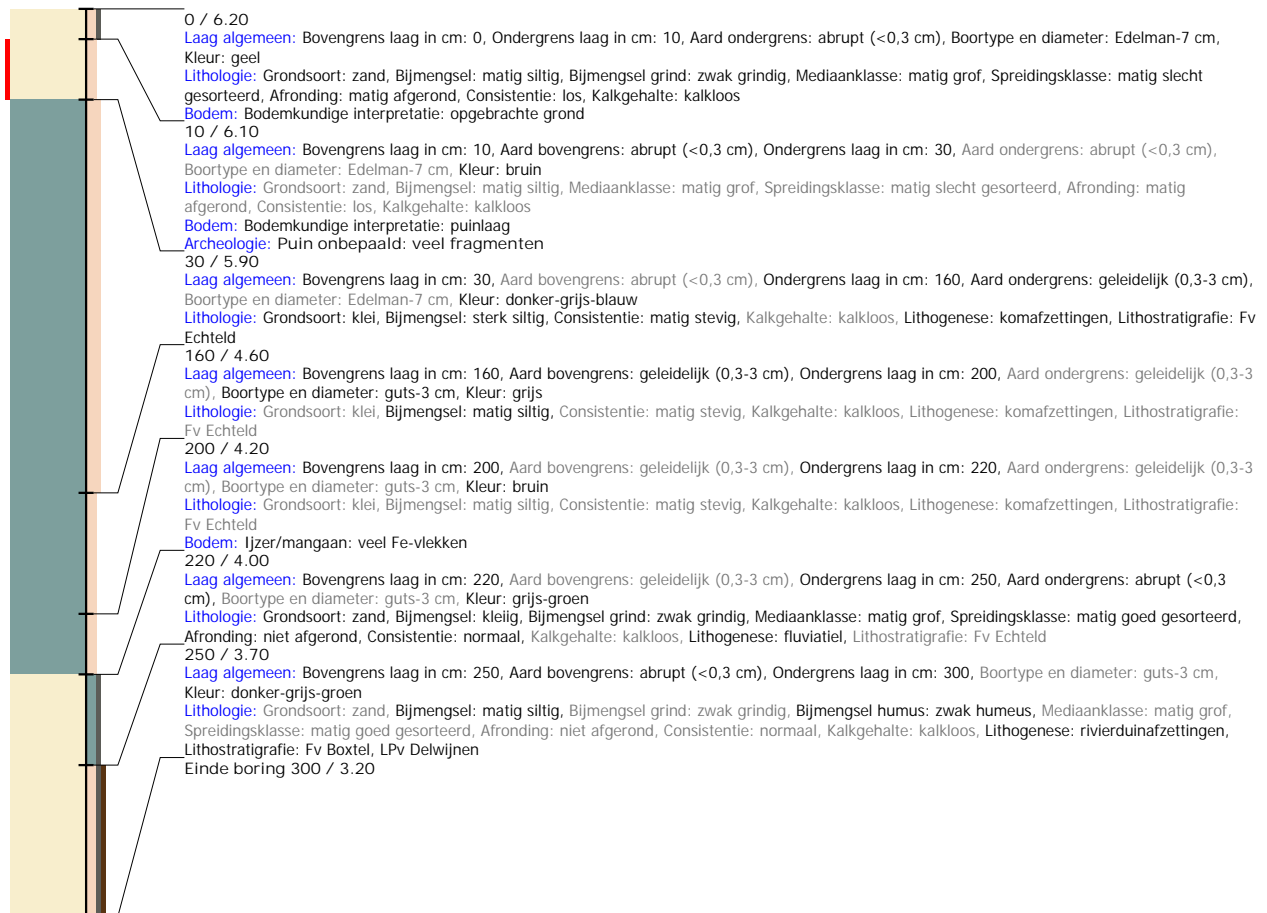 0 / 6.20
Laag algemeen: Bovengrens laag in cm: 0, Ondergrens laag in cm: 10, Aard ondergrens: abrupt (<0,3 cm), Boortype en diameter: Edelman-7 cm,
Kleur: geel
Lithologie: Grondsoort: zand, Bijmengsel: matig siltig, Bijmengsel grind: zwak grindig, Mediaanklasse: matig grof, Spreidingsklasse: matig slecht
gesorteerd, Afronding: matig afgerond, Consistentie: los, Kalkgehalte: kalkloos
Bodem: Bodemkundige interpretatie: opgebrachte grond
10 / 6.10
Laag algemeen: Bovengrens laag in cm: 10, Aard bovengrens: abrupt (<0,3 cm), Ondergrens laag in cm: 30, Aard ondergrens: abrupt (<0,3 cm),
Boortype en diameter: Edelman-7 cm, Kleur: bruin
Lithologie: Grondsoort: zand, Bijmengsel: matig siltig, Mediaanklasse: matig grof, Spreidingsklasse: matig slecht gesorteerd, Afronding: matig
afgerond, Consistentie: los, Kalkgehalte: kalkloos
Bodem: Bodemkundige interpretatie: puinlaag
Archeologie: Puin onbepaald: veel fragmenten
30 / 5.90
Laag algemeen: Bovengrens laag in cm: 30, Aard bovengrens: abrupt (<0,3 cm), Ondergrens laag in cm: 160, Aard ondergrens: geleidelijk (0,3-3 cm),
Boortype en diameter: Edelman-7 cm, Kleur: donker-grijs-blauw
Lithologie: Grondsoort: klei, Bijmengsel: sterk siltig, Consistentie: matig stevig, Kalkgehalte: kalkloos, Lithogenese: komafzettingen, Lithostratigrafie: Fv
Echteld
160 / 4.60
Laag algemeen: Bovengrens laag in cm: 160, Aard bovengrens: geleidelijk (0,3-3 cm), Ondergrens laag in cm: 200, Aard ondergrens: geleidelijk (0,3-3
cm), Boortype en diameter: guts-3 cm, Kleur: grijs
Lithologie: Grondsoort: klei, Bijmengsel: matig siltig, Consistentie: matig stevig, Kalkgehalte: kalkloos, Lithogenese: komafzettingen, Lithostratigrafie:
Fv Echteld
200 / 4.20
Laag algemeen: Bovengrens laag in cm: 200, Aard bovengrens: geleidelijk (0,3-3 cm), Ondergrens laag in cm: 220, Aard ondergrens: geleidelijk (0,3-3
cm), Boortype en diameter: guts-3 cm, Kleur: bruin
Lithologie: Grondsoort: klei, Bijmengsel: matig siltig, Consistentie: matig stevig, Kalkgehalte: kalkloos, Lithogenese: komafzettingen, Lithostratigrafie:
Fv Echteld
Bodem: Ijzer/mangaan: veel Fe-vlekken
220 / 4.00
Laag algemeen: Bovengrens laag in cm: 220, Aard bovengrens: geleidelijk (0,3-3 cm), Ondergrens laag in cm: 250, Aard ondergrens: abrupt (<0,3
cm), Boortype en diameter: guts-3 cm, Kleur: grijs-groen
Lithologie: Grondsoort: zand, Bijmengsel: kleiig, Bijmengsel grind: zwak grindig, Mediaanklasse: matig grof, Spreidingsklasse: matig goed gesorteerd,
Afronding: niet afgerond, Consistentie: normaal, Kalkgehalte: kalkloos, Lithogenese: fluviatiel, Lithostratigrafie: Fv Echteld
250 / 3.70
Laag algemeen: Bovengrens laag in cm: 250, Aard bovengrens: abrupt (<0,3 cm), Ondergrens laag in cm: 300, Boortype en diameter: guts-3 cm,
Kleur: donker-grijs-groen
Lithologie: Grondsoort: zand, Bijmengsel: matig siltig, Bijmengsel grind: zwak grindig, Bijmengsel humus: zwak humeus, Mediaanklasse: matig grof,
Spreidingsklasse: matig goed gesorteerd, Afronding: niet afgerond, Consistentie: normaal, Kalkgehalte: kalkloos, Lithogenese: rivierduinafzettingen,
Lithostratigrafie: Fv Boxtel, LPv Delwijnen
Einde boring 300 / 3.20